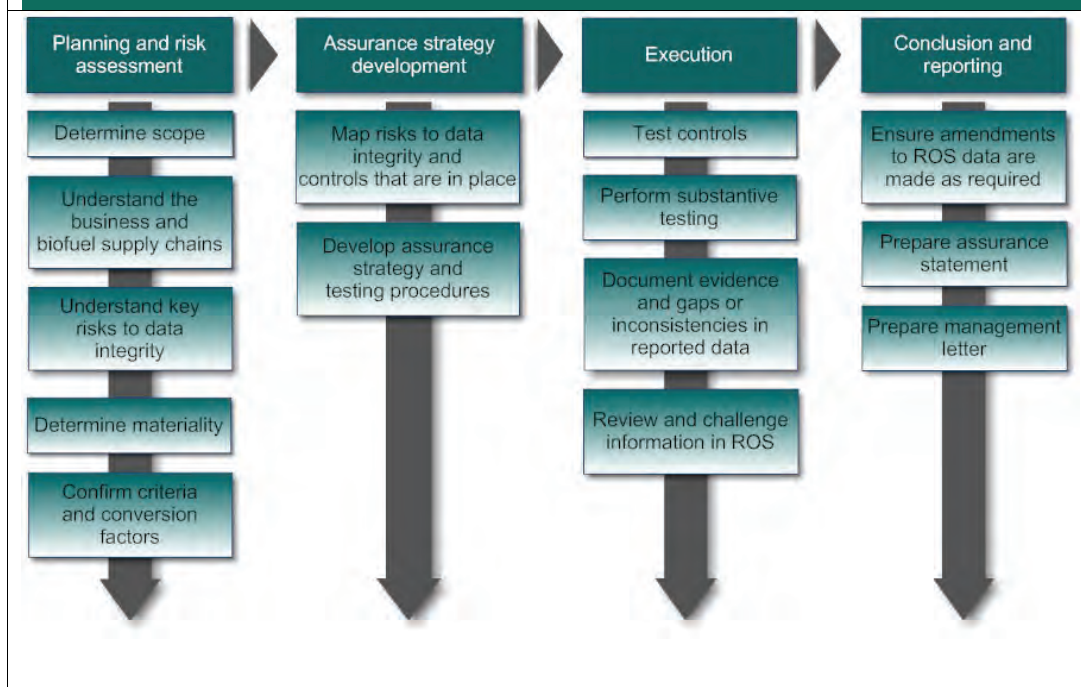 Planning and risk
assessment
Assurance strategy
development
Execution
Conclusion and
reporting
Determine scope
Understand the
business and
biofuel supply chains
Understand key
risks to data
integrity
Determine materiality
Confirm criteria
and conversion
factors
Map risks to data
integrity and
controls that are in place
Develop assurance
strategy and
testing procedures
Test controls
Perform substantive
testing
Document evidence
and gaps or
inconsistencies in
reported data
Review and challenge
information in ROS
Ensure amendments
to ROS data are
made as required
Prepare assurance
statement
Prepare management
letter